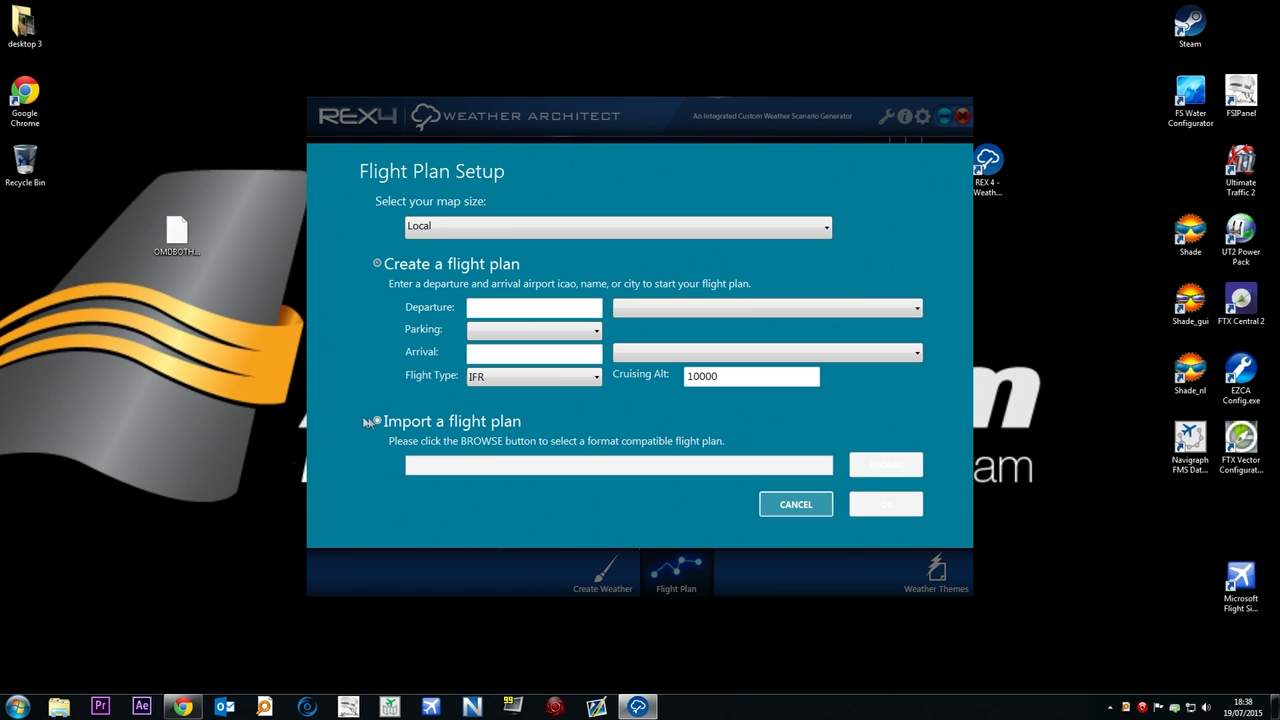 desktop 3
Google
Chrome
Recycle Bin
OMDBOTH...
REX4
WEATHER ARCHITECT
An Integrated Custom Weather Scenario Generator
Flight Plan Setup
Select your map size:
Local
Create a flight plan
Enter a departure and arrival airport icao, name, or city to start your flight plan.
Departure:
Parking:
Arrival:
Flight Type:
IFR
Cruising Alt:
10000
Import a flight plan
Please click the BROWSE button to select a format compatible flight plan.
CANCEL
OK
Create Weather
Flight Plan
Weather Themes
REX 4 -
Weath...
am
Steam
FS Water
Configurator
FSIPanel
Ultimate
Traffic 2
Shade
UT2 Power
Pack
Shade_gui
FTX Central 2
Shade_nl
EZCA
Config.exe
Navigraph
FMS Dat...
FTX Vector
Configurat...
Microsoft
Flight Si...
Pr
Ae
99
18:38
19/07/2015